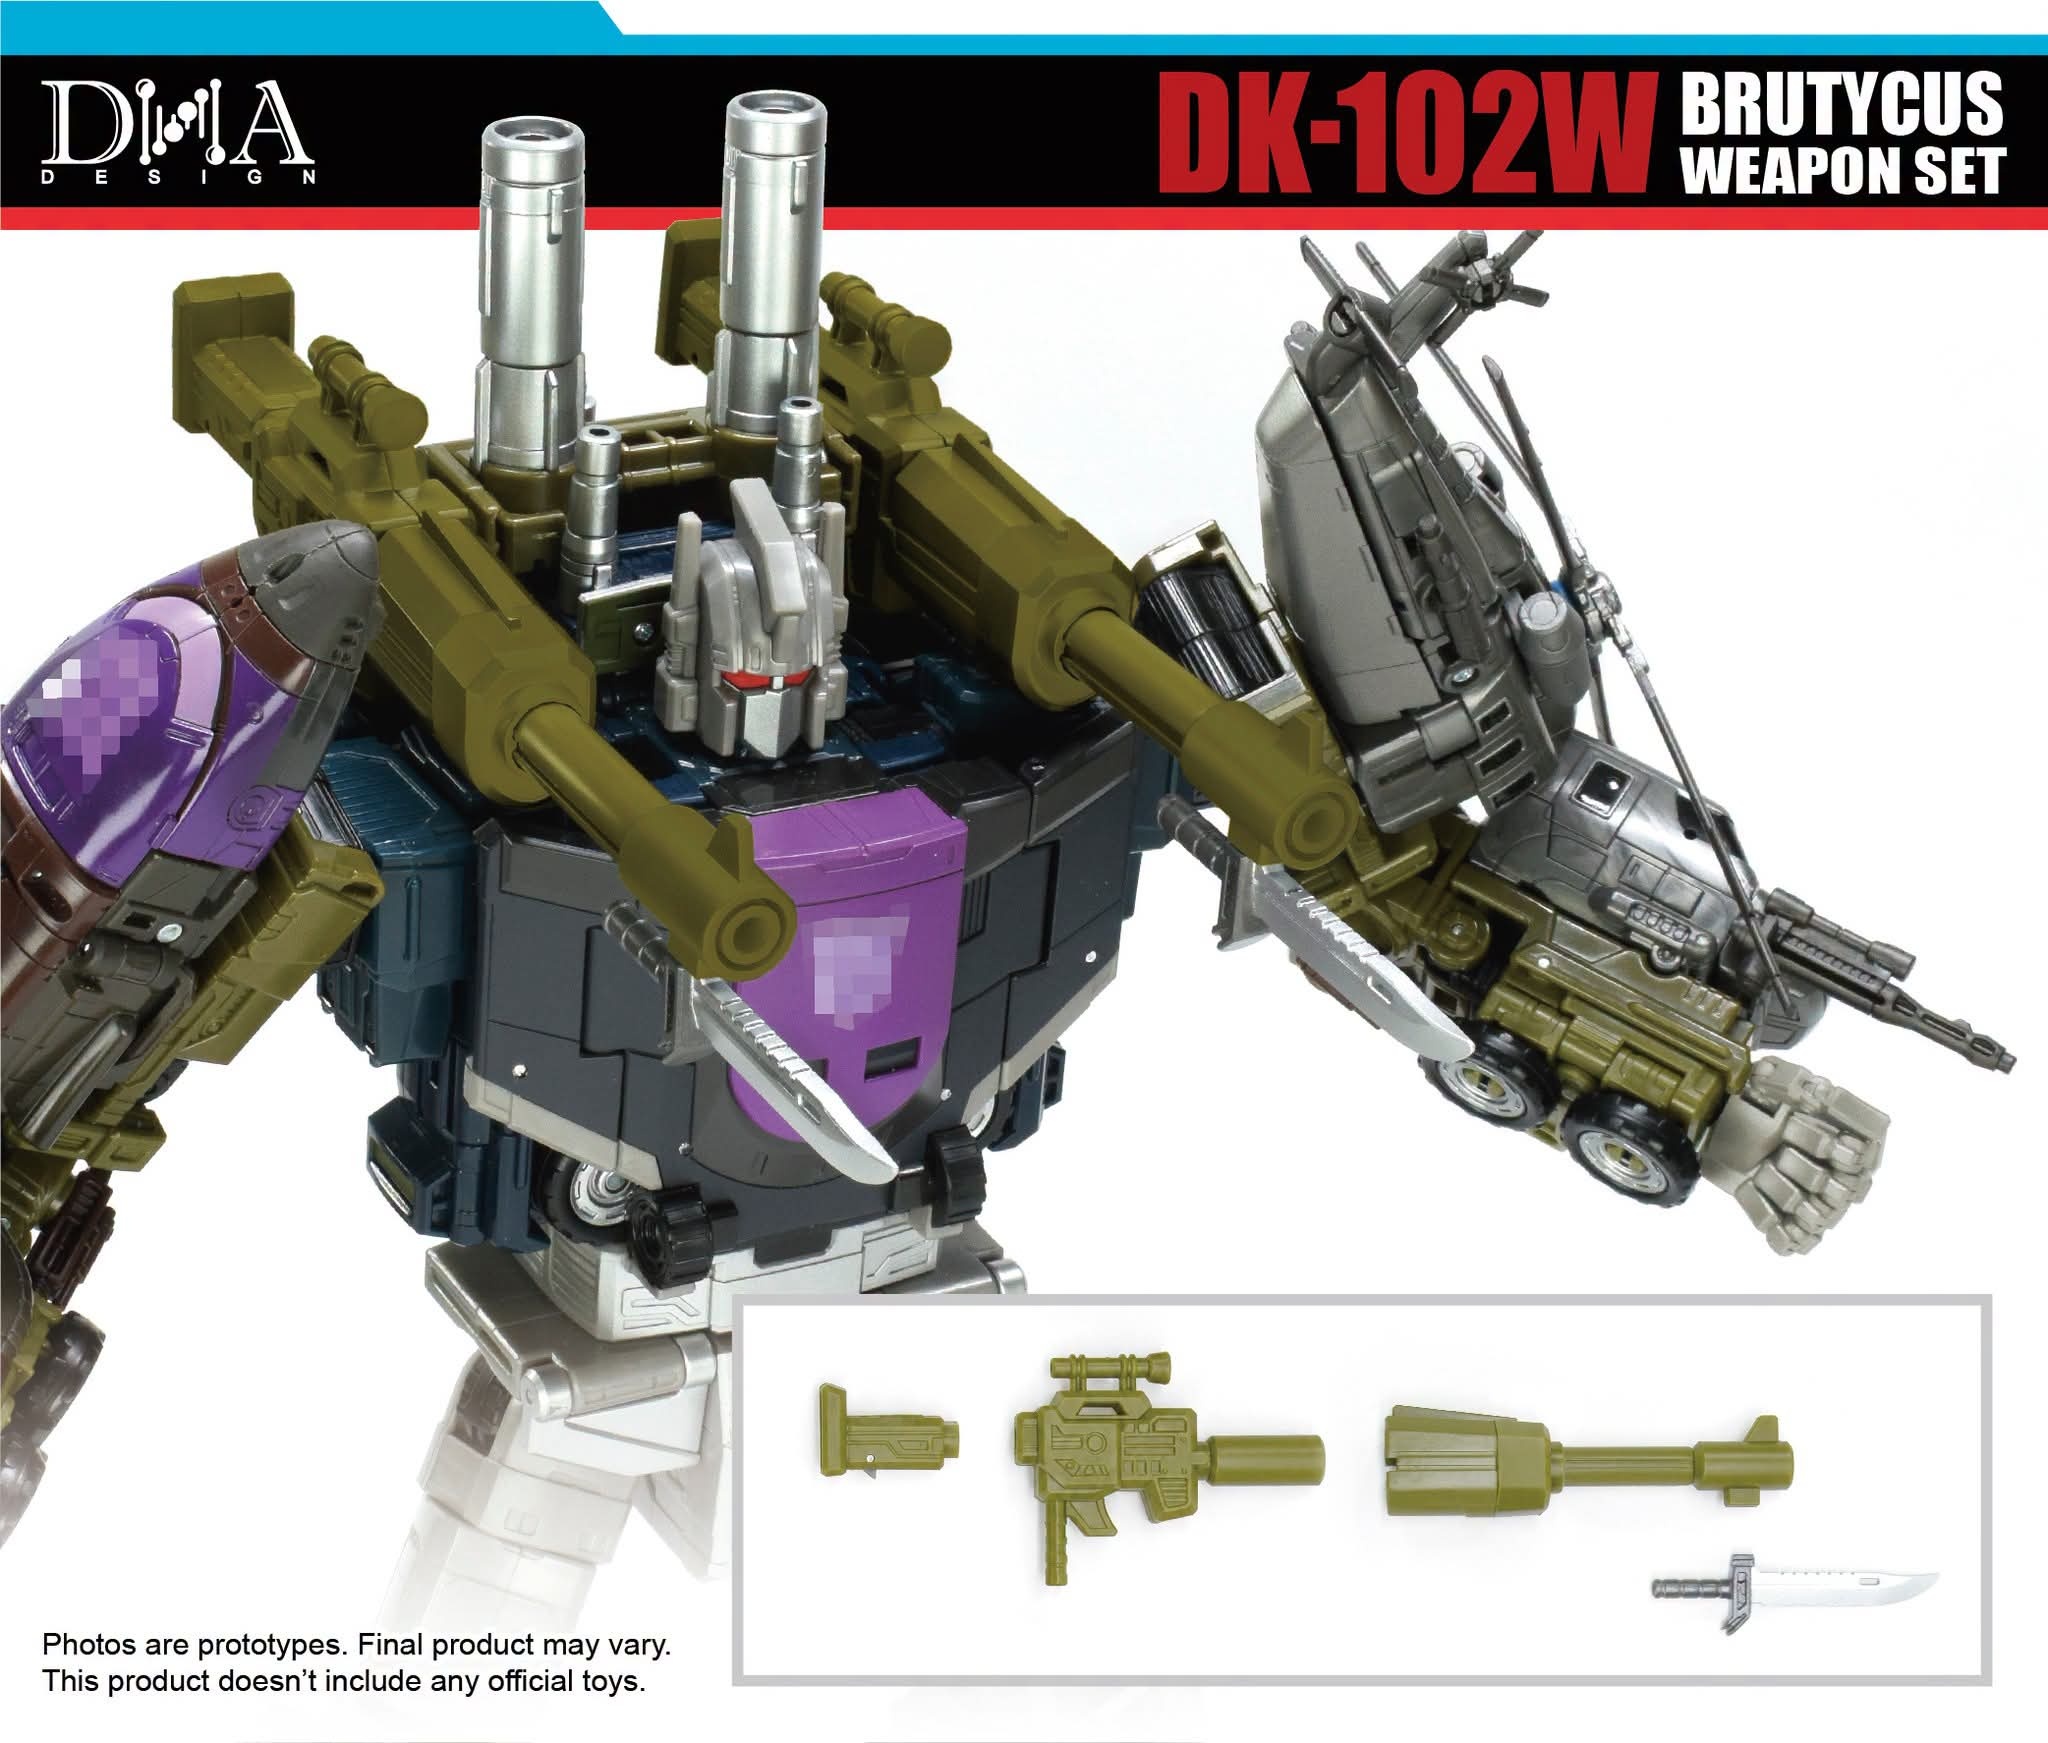 DNA
DESIGN
DK-102W
BRUTYCUS
WEAPON SET
Photos are prototypes. Final product may vary.
This product doesn't include any official toys.